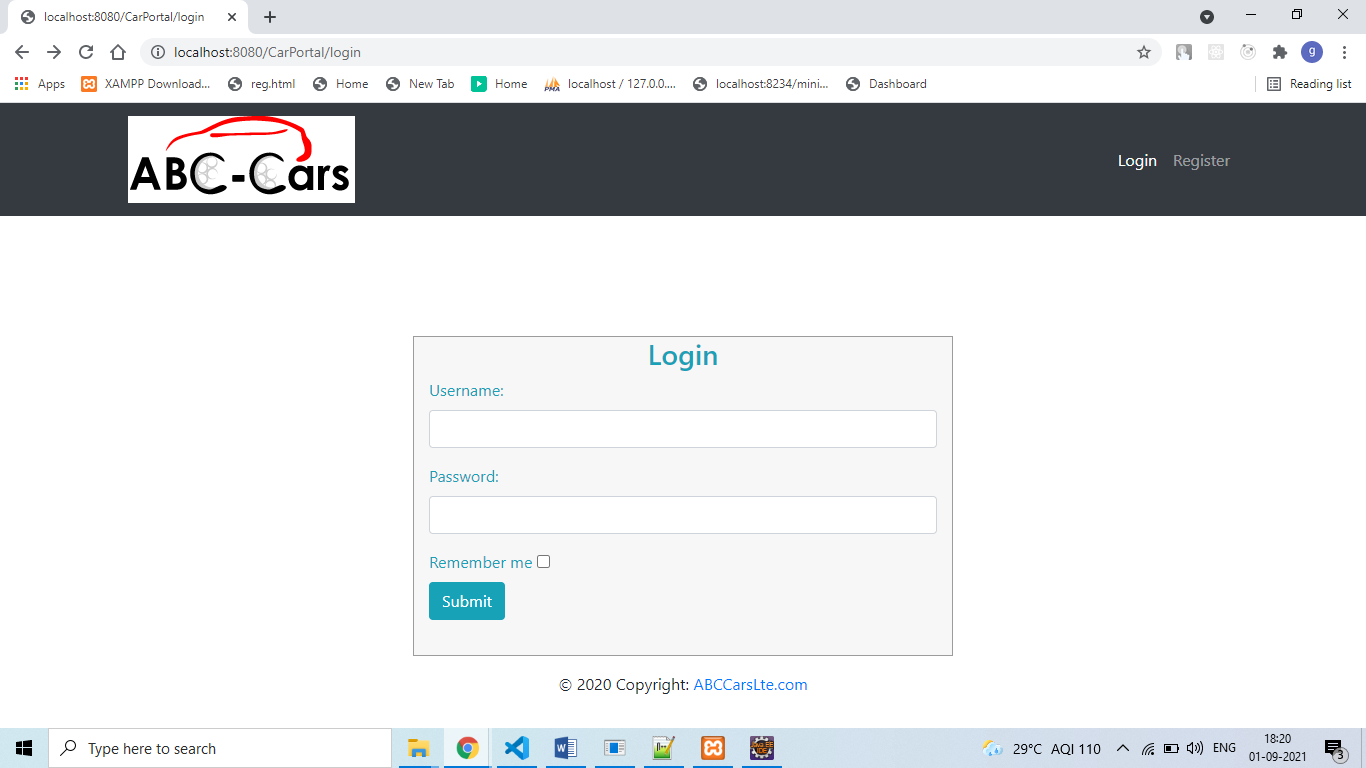 localhost:8080/CarPortal/login
localhost:8080/CarPortal/login
g
Apps XAMPP Download... reg.html Home New Tab Home PMA localhost / 127.0.0.... localhost:8234/mini... Dashboard Reading list
ABC-Cars
Login Register
Login
Username:
Password:
Remember me
Submit
© 2020 Copyright: ABCCarsLte.com
Type here to search
29°C AQI 110 ENG
18:20
01-09-2021
3